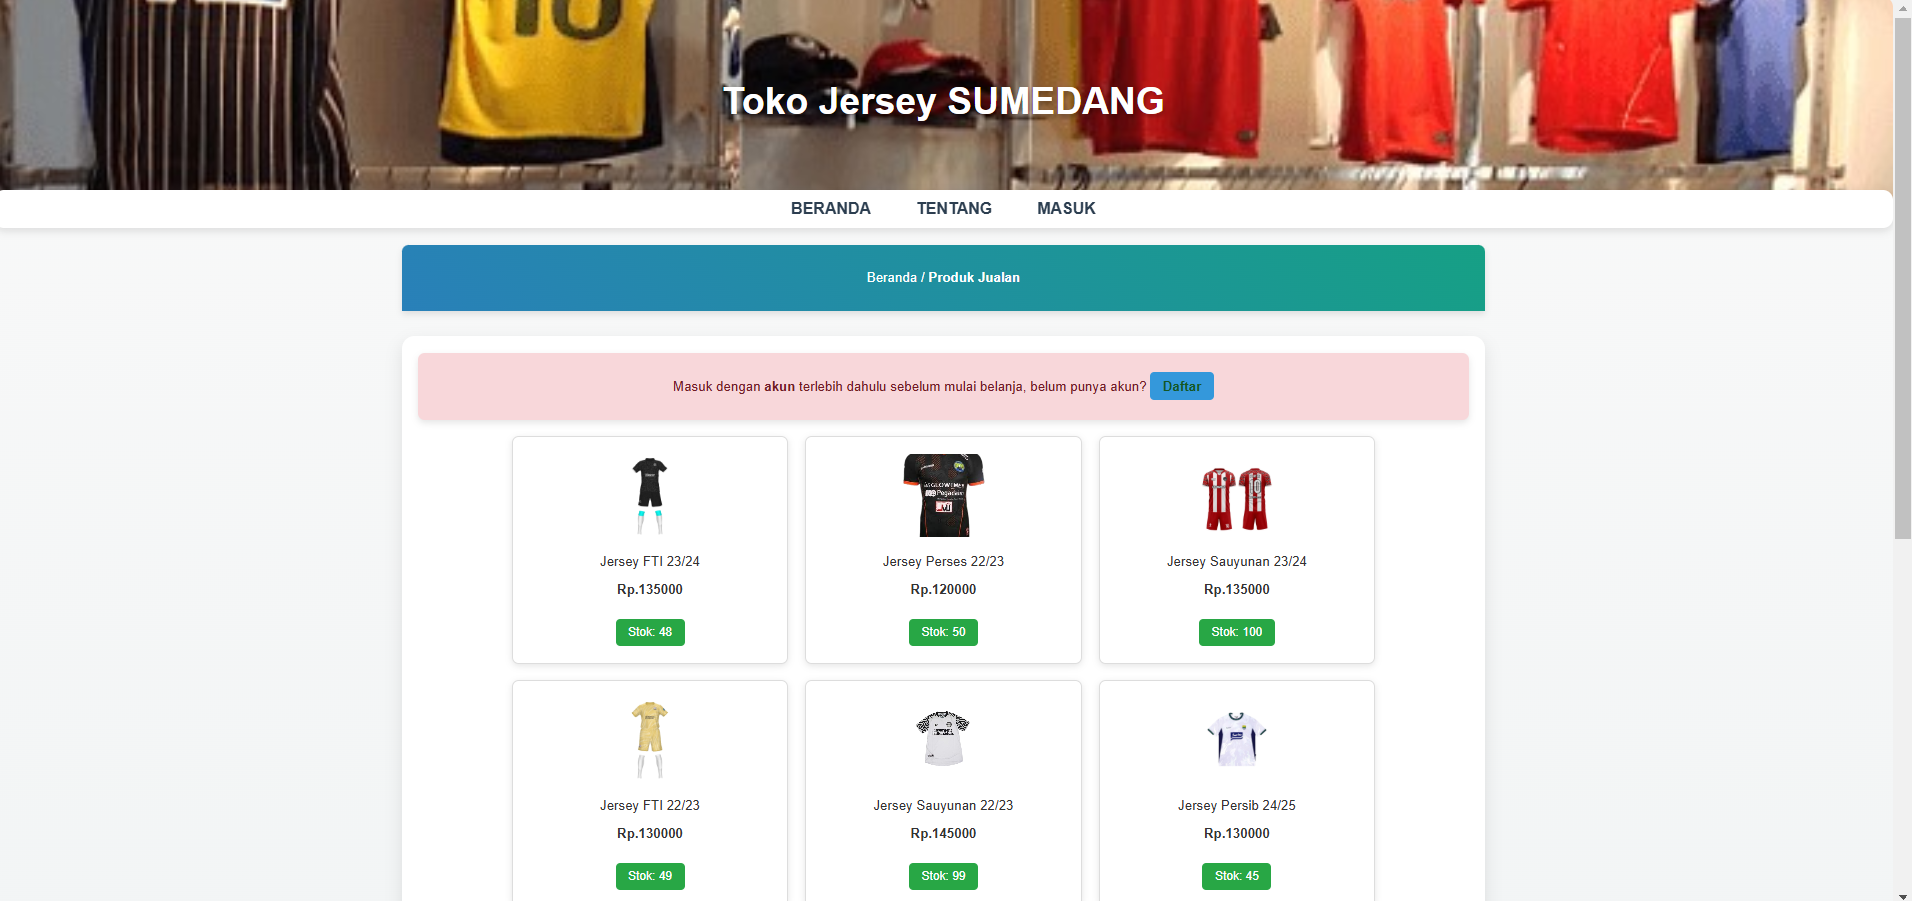 10
Toko Jersey SUMEDANG
BERANDA TENTANG MASUK
Beranda / Produk Jualan
Masuk dengan akun terlebih dahulu sebelum mulai belanja, belum punya akun? Daftar
Jersey FTI 23/24
Rp.135000
Stok: 48
Jersey Perses 22/23
Rp.120000
Stok: 50
Jersey Sauyunan 23/24
Rp.135000
Stok: 100
Jersey FTI 22/23
Rp.130000
Stok: 49
Jersey Sauyunan 22/23
Rp.145000
Stok: 99
Jersey Persib 24/25
Rp.130000
Stok: 45